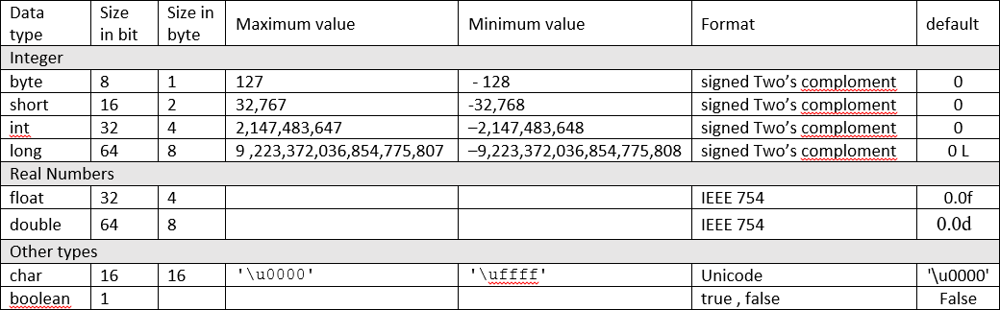 Data type Size in bit Size in byte Maximum value Minimum value Format default
Integer
byte 8 1 127 - 128 signed Two’s comploment 0
short 16 2 32,767 -32,768 signed Two’s comploment 0
int 32 4 2,147,483,647 –2,147,483,648 signed Two’s comploment 0
long 64 8 9 ,223,372,036,854,775,807 –9,223,372,036,854,775,808 signed Two’s comploment 0 L
Real Numbers
float 32 4 IEEE 754 0.0f
double 64 8 IEEE 754 0.0d
Other types
char 16 16 '\u0000' '\uffff' Unicode '\u0000'
boolean 1 true , false False